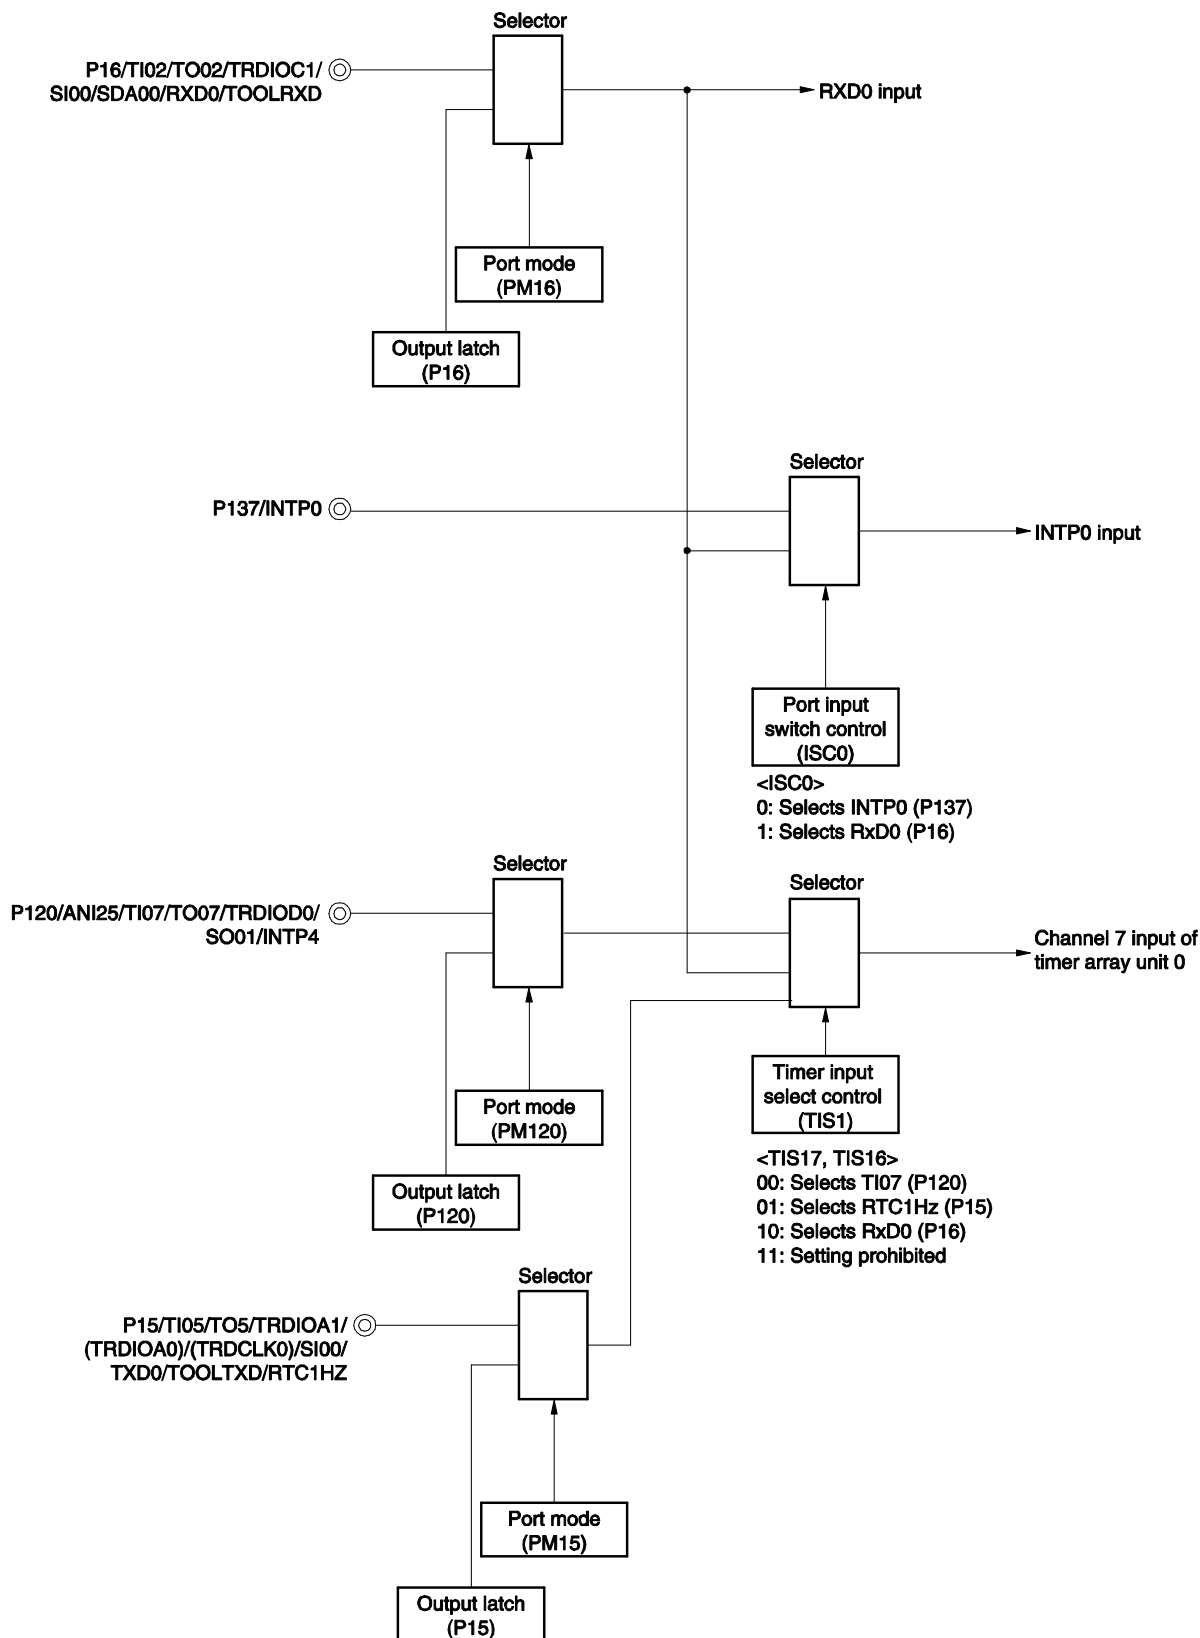 Selector
P16/TI02/TO02/TRDIOC1/
SI00/SDA00/RXD0/TOOLRXD
RXD0 input
Port mode
(PM16)
Output latch
(P16)
Selector
P137/INTP0
INTP0 input
Port input
switch control
(ISC0)
<ISC0>
0: Selects INTP0 (P137)
1: Selects RxD0 (P16)
Selector
Selector
P120/ANI25/TI07/TO07/TRDIOD0/
SO01/INTP4
Channel 7 input of
timer array unit 0
Port mode
(PM120)
Timer input
select control
(TIS1)
<TIS17, TIS16>
00: Selects TI07 (P120)
01: Selects RTC1Hz (P15)
10: Selects RxD0 (P16)
11: Setting prohibited
Output latch
(P120)
Selector
P15/TI05/TO5/TRDIOA1/
(TRDIOA0)/(TRDCLK0)/SI00/
TXD0/TOOLTXD/RTC1HZ
Port mode
(PM15)
Output latch
(P15)